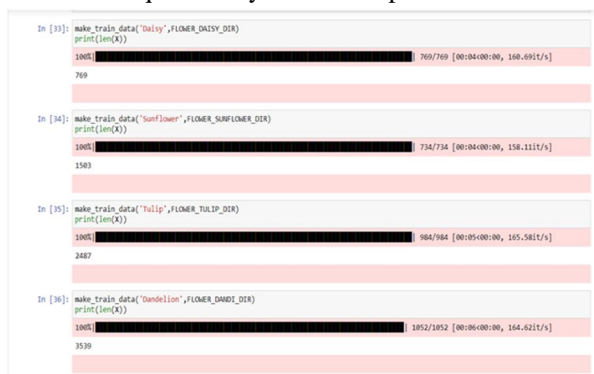 In [33]: make_train_data('Daisy',FLOWER_DAISY_DIR)
print(len(X))
100%| | 769/769 [00:04<00:00, 160.69it/s]
769
In [34]: make_train_data('Sunflower',FLOWER_SUNFLOWER_DIR)
print(len(X))
100%| | 734/734 [00:04<00:00, 158.11it/s]
1503
In [35]: make_train_data('Tulip',FLOWER_TULIP_DIR)
print(len(X))
100%| | 984/984 [00:05<00:00, 165.58it/s]
2487
In [36]: make_train_data('Dandelion',FLOWER_DANDI_DIR)
print(len(X))
100%| | 1052/1052 [00:06<00:00, 164.62it/s]
3539